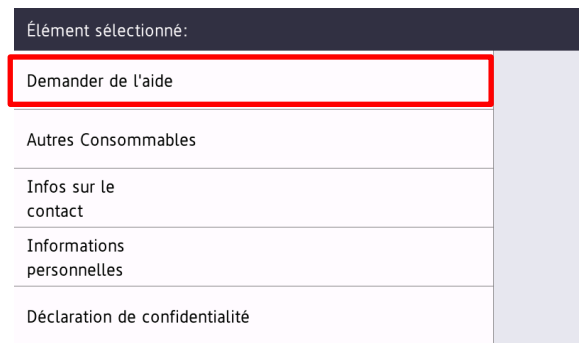 Élément sélectionné:
Demander de l'aide
Autres Consommables
Infos sur le
contact
Informations
personnelles
Déclaration de confidentialité